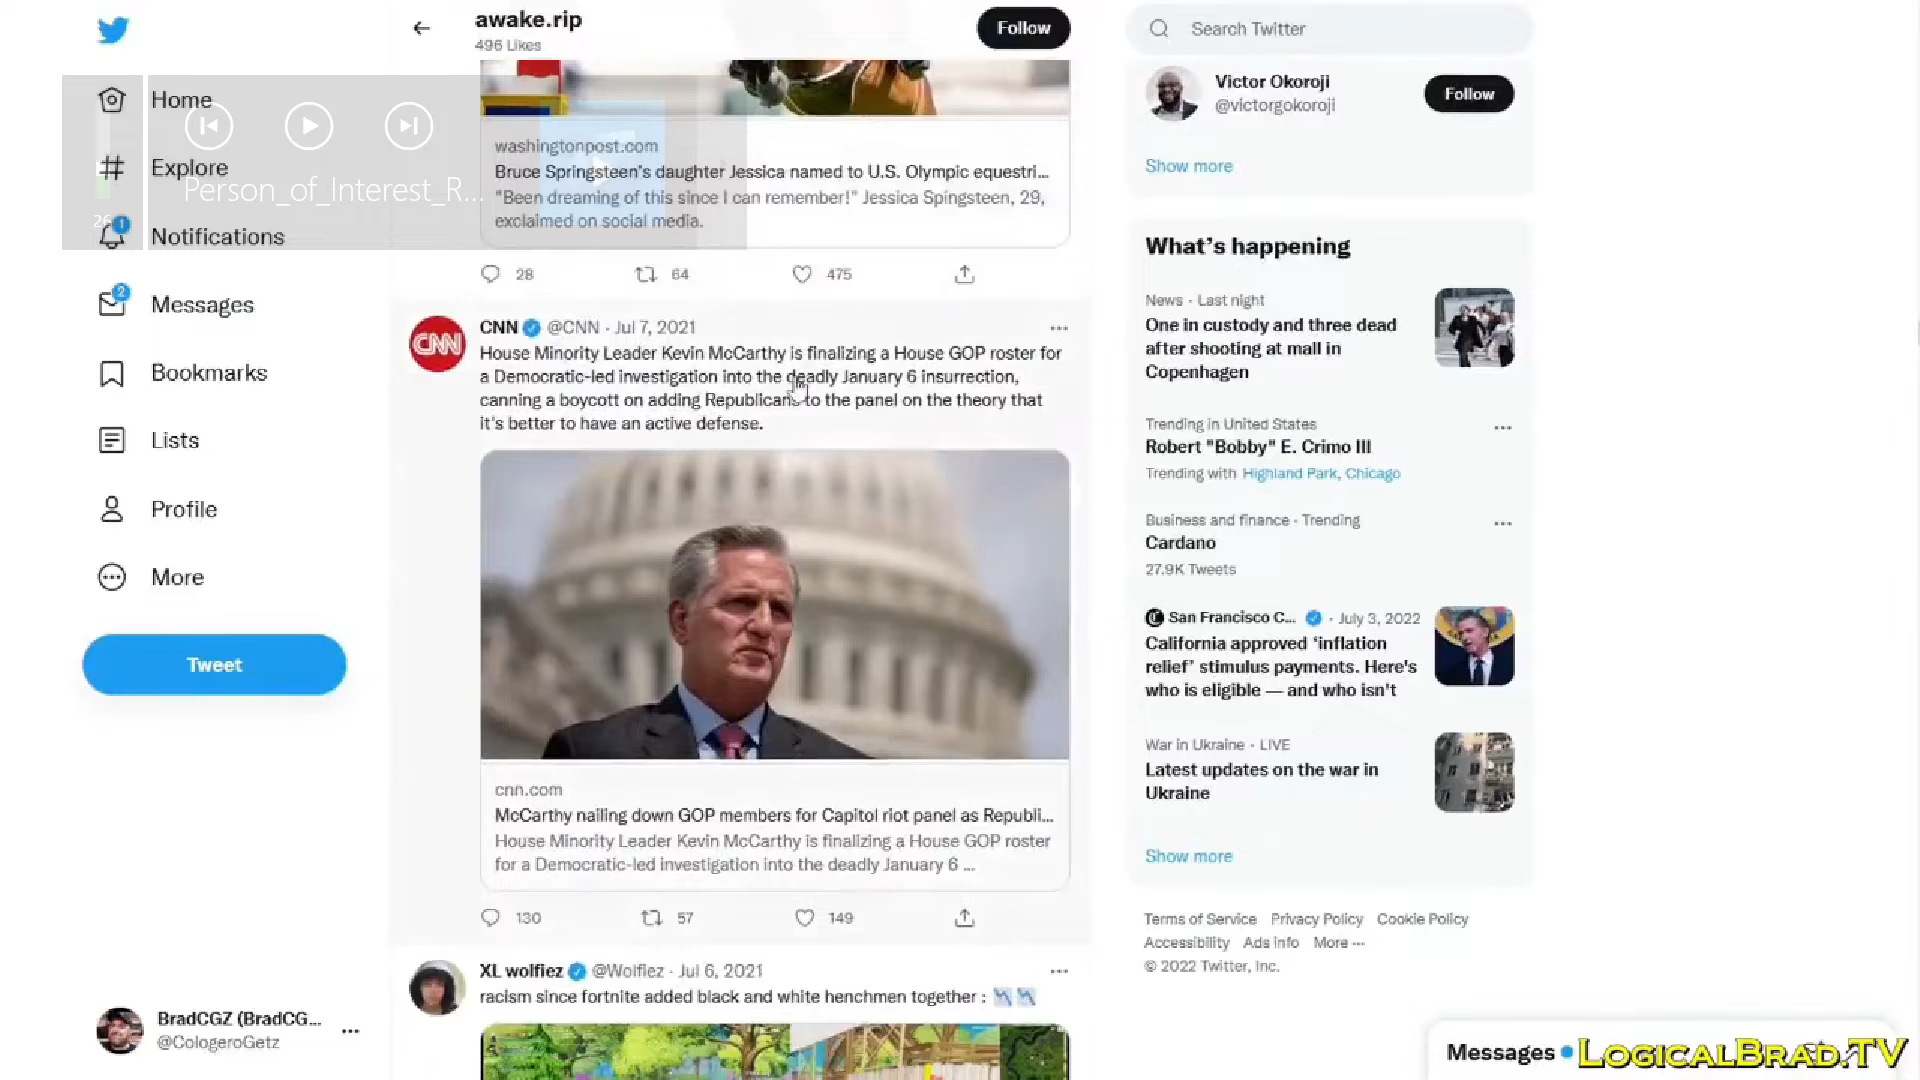 awake.rip
496 Likes
Follow
Search Twitter
Home
Explore
Person_of_Interest_R...
26
1
Notifications
2
Messages
Bookmarks
Lists
Profile
More
Tweet
BradCGZ (BradCG...
@CologeroGetz
washingtonpost.com
Bruce Springsteen's daughter Jessica named to U.S. Olympic equestri...
"Been dreaming of this since I can remember!" Jessica Spingsteen, 29,
exclaimed on social media.
28 64 475
CNN
CNN @CNN · Jul 7, 2021
House Minority Leader Kevin McCarthy is finalizing a House GOP roster for
a Democratic-led investigation into the deadly January 6 insurrection,
canning a boycott on adding Republicans to the panel on the theory that
it's better to have an active defense.
cnn.com
McCarthy nailing down GOP members for Capitol riot panel as Republi...
House Minority Leader Kevin McCarthy is finalizing a House GOP roster
for a Democratic-led investigation into the deadly January 6 ...
130 57 149
XL wolfiez @Wolfiez · Jul 6, 2021
racism since fortnite added black and white henchmen together :
Victor Okoroji
@victorgokoroji
Follow
Show more
What's happening
News · Last night
One in custody and three dead
after shooting at mall in
Copenhagen
Trending in United States
Robert "Bobby" E. Crimo III
Trending with Highland Park, Chicago
Business and finance · Trending
Cardano
27.9K Tweets
San Francisco C... · July 3, 2022
California approved 'inflation
relief' stimulus payments. Here's
who is eligible — and who isn't
War in Ukraine · LIVE
Latest updates on the war in
Ukraine
Show more
Terms of Service Privacy Policy Cookie Policy
Accessibility Ads info More ···
© 2022 Twitter, Inc.
Messages
LOGICALBRAD.TV